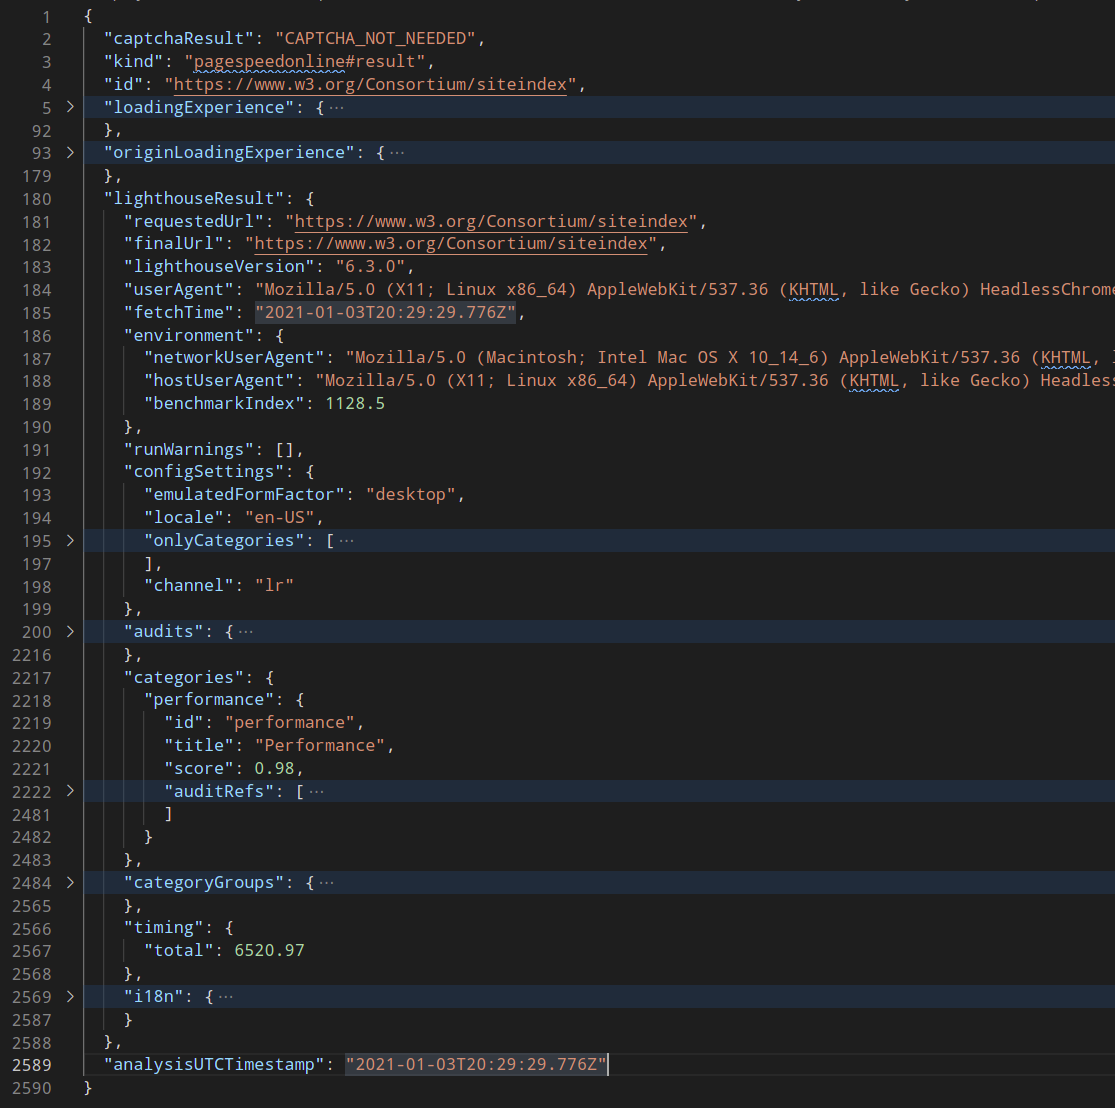 1 {
2 "captchaResult": "CAPTCHA_NOT_NEEDED",
3 "kind": "pagespeedonline#result",
4 "id": "https://www.w3.org/Consortium/siteindex",
5 > "loadingExperience": { ⋯
92 },
93 > "originLoadingExperience": { ⋯
179 },
180 "lighthouseResult": {
181 "requestedUrl": "https://www.w3.org/Consortium/siteindex",
182 "finalUrl": "https://www.w3.org/Consortium/siteindex",
183 "lighthouseVersion": "6.3.0",
184 "userAgent": "Mozilla/5.0 (X11; Linux x86_64) AppleWebKit/537.36 (KHTML, like Gecko) HeadlessChrome
185 "fetchTime": "2021-01-03T20:29:29.776Z",
186 "environment": {
187 "networkUserAgent": "Mozilla/5.0 (Macintosh; Intel Mac OS X 10_14_6) AppleWebKit/537.36 (KHTML,
188 "hostUserAgent": "Mozilla/5.0 (X11; Linux x86_64) AppleWebKit/537.36 (KHTML, like Gecko) Headless
189 "benchmarkIndex": 1128.5
190 },
191 "runWarnings": [],
192 "configSettings": {
193 "emulatedFormFactor": "desktop",
194 "locale": "en-US",
195 > "onlyCategories": [ ⋯
197 ],
198 "channel": "lr"
199 },
200 > "audits": { ⋯
2216 },
2217 "categories": {
2218 "performance": {
2219 "id": "performance",
2220 "title": "Performance",
2221 "score": 0.98,
2222 > "auditRefs": [ ⋯
2481 ]
2482 }
2483 },
2484 > "categoryGroups": { ⋯
2565 },
2566 "timing": {
2567 "total": 6520.97
2568 },
2569 > "i18n": { ⋯
2587 }
2588 },
2589 "analysisUTCTimestamp": "2021-01-03T20:29:29.776Z"
2590 }